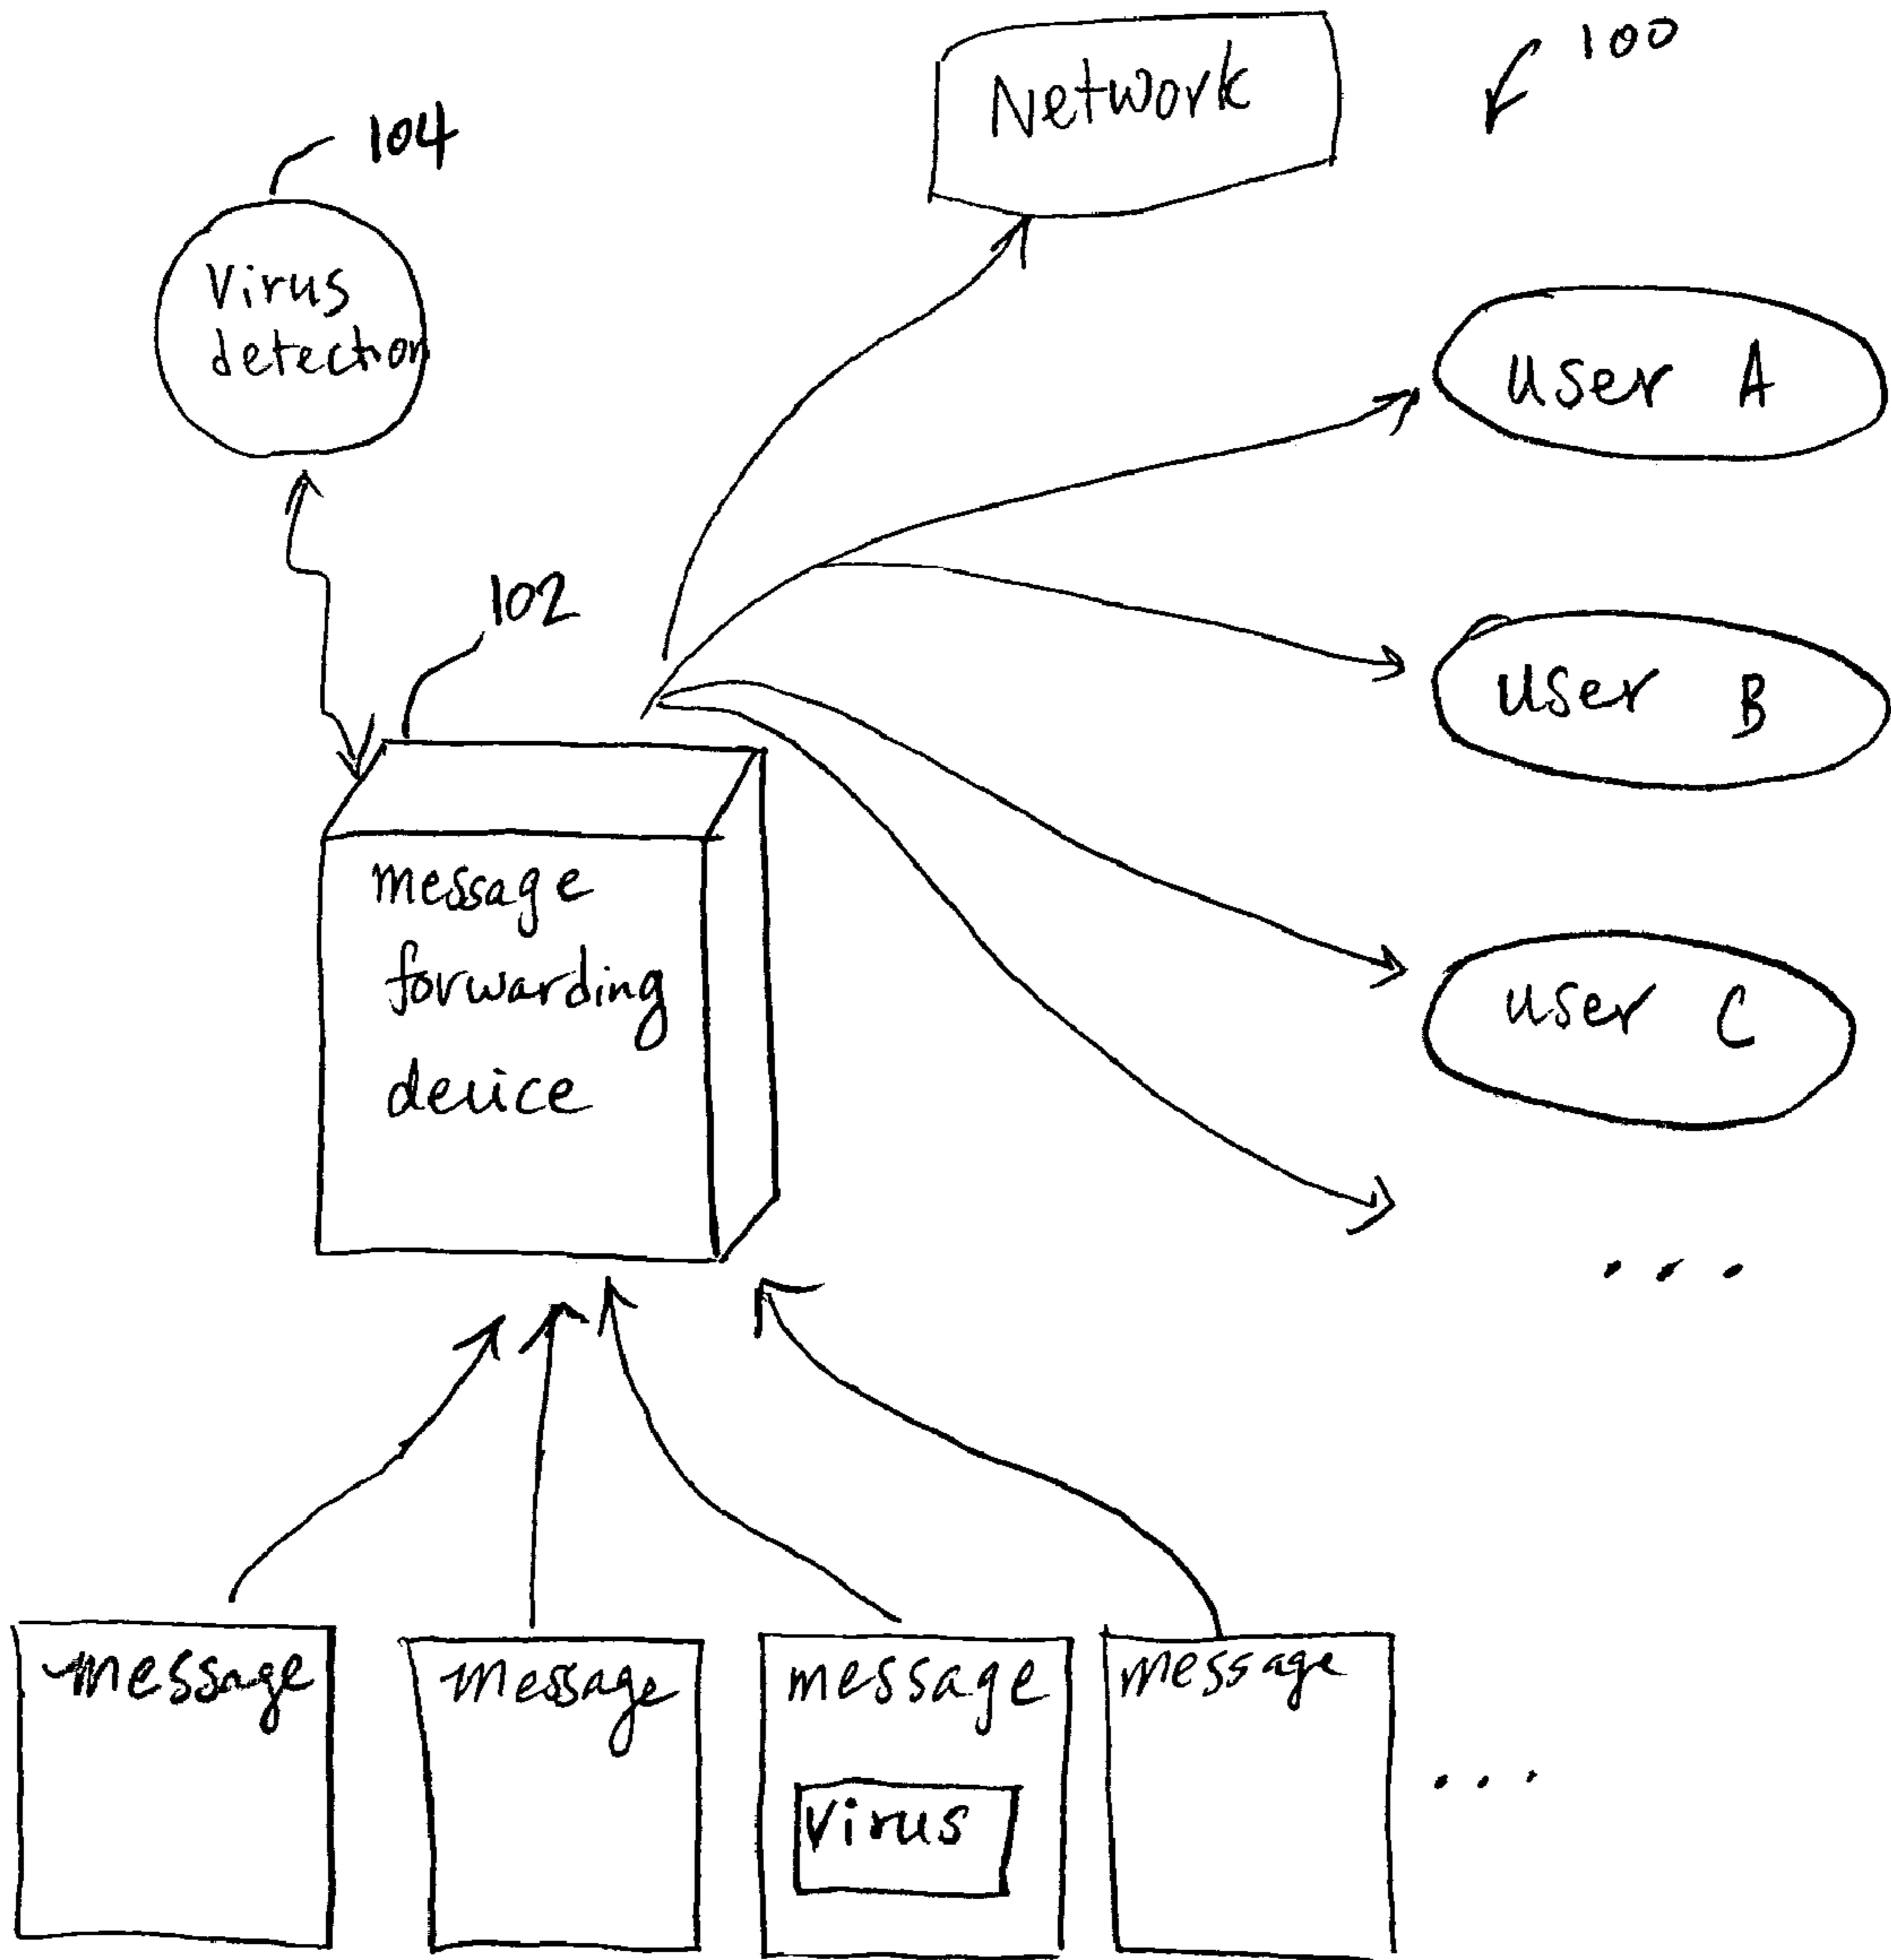 Network
100
104
Virus
detection
user A
102
user B
message
forwarding
device
user C
...
message
message
message
message
virus
...